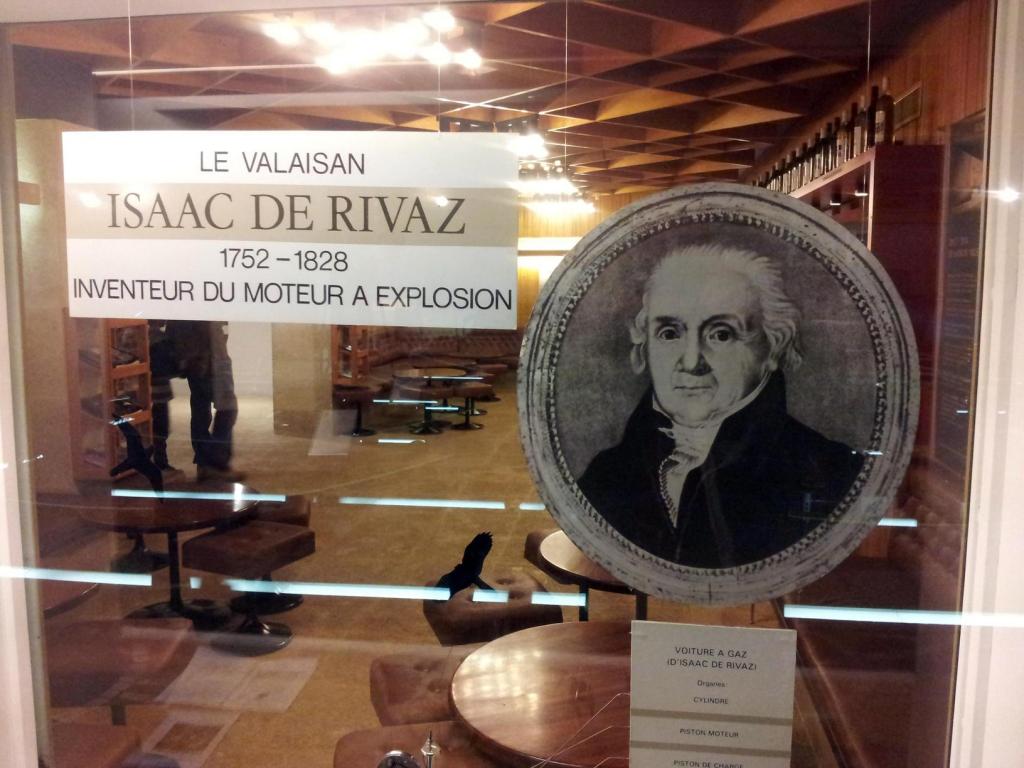 LE VALAISAN
ISAAC DE RIVAZ
1752 – 1828
INVENTEUR DU MOTEUR A EXPLOSION
VOITURE A GAZ
(D'ISAAC DE RIVAZ)
Organes:
CYLINDRE
PISTON MOTEUR
PISTON DE CHARGE